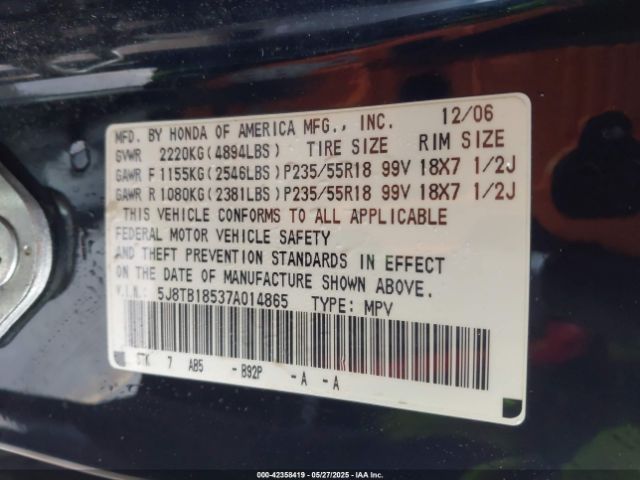 MFD. BY HONDA OF AMERICA MFG., INC. 12/06
GVWR 2220KG(4894LBS) TIRE SIZE RIM SIZE
GAWR F 1155KG(2546LBS) P235/55R18 99V 18X7 1/2J
GAWR R 1080KG(2381LBS) P235/55R18 99V 18X7 1/2J
THIS VEHICLE CONFORMS TO ALL APPLICABLE
FEDERAL MOTOR VEHICLE SAFETY
AND THEFT PREVENTION STANDARDS IN EFFECT
ON THE DATE OF MANUFACTURE SHOWN ABOVE.
V.I.N.: 5J8TB18537A014865 TYPE: MPV
STK 7 AB5 -B92P -A -A
000-42358419 - 05/27/2025 - IAA Inc.